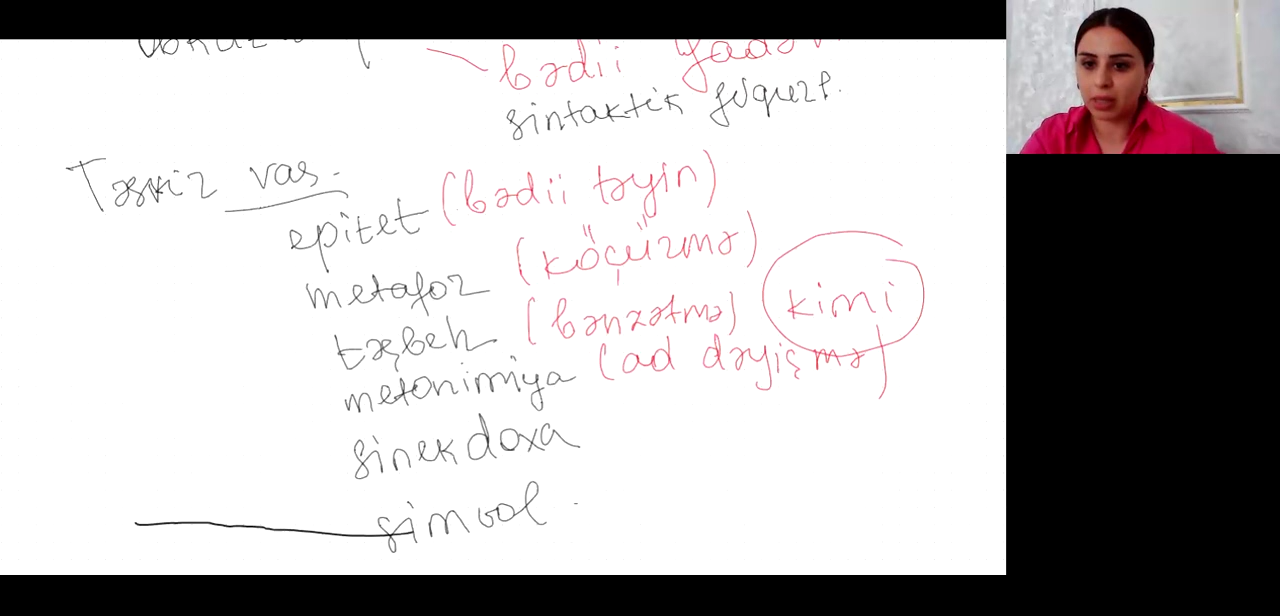 bədii
sintaktik fiqurl.
Təsvir vas.
epitet (bədii təyin)
metafor (köçürmə)
təşbeh (bənzətmə) kimi
metonimiya (ad dəyişmə)
sinekdoxa
simvol.